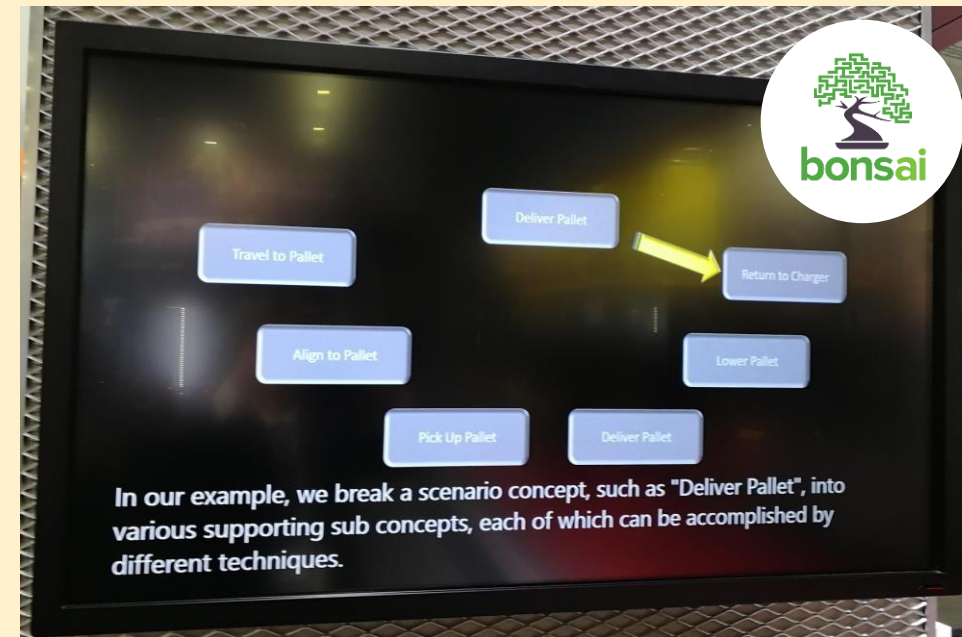 bonsai
Deliver Pallet
Travel to Pallet
Return to Charger
Align to Pallet
Lower Pallet
Pick Up Pallet
Deliver Pallet
In our example, we break a scenario concept, such as "Deliver Pallet", into
various supporting sub concepts, each of which can be accomplished by
different techniques.